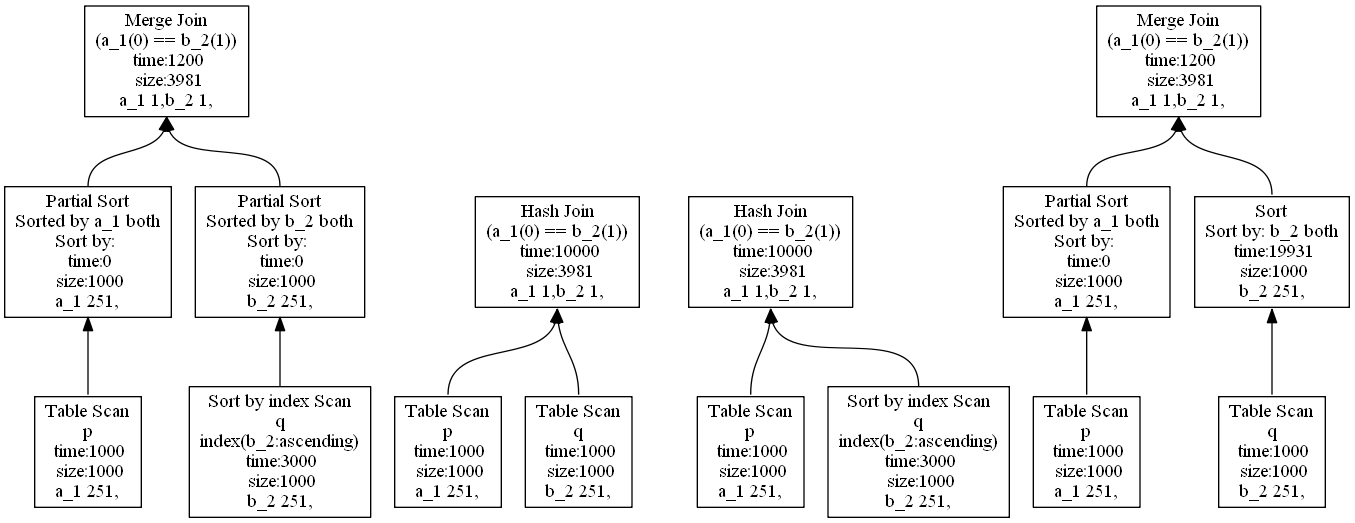 Merge Join
(a_1(0) == b_2(1))
time:1200
size:3981
a_1 1,b_2 1,
Partial Sort
Sorted by a_1 both
Sort by:
time:0
size:1000
a_1 251,
Partial Sort
Sorted by b_2 both
Sort by:
time:0
size:1000
b_2 251,
Table Scan
p
time:1000
size:1000
a_1 251,
Sort by index Scan
q
index(b_2:ascending)
time:3000
size:1000
b_2 251,
Hash Join
(a_1(0) == b_2(1))
time:10000
size:3981
a_1 1,b_2 1,
Table Scan
p
time:1000
size:1000
a_1 251,
Table Scan
q
time:1000
size:1000
b_2 251,
Hash Join
(a_1(0) == b_2(1))
time:10000
size:3981
a_1 1,b_2 1,
Table Scan
p
time:1000
size:1000
a_1 251,
Sort by index Scan
q
index(b_2:ascending)
time:3000
size:1000
b_2 251,
Merge Join
(a_1(0) == b_2(1))
time:1200
size:3981
a_1 1,b_2 1,
Partial Sort
Sorted by a_1 both
Sort by:
time:0
size:1000
a_1 251,
Sort
Sort by: b_2 both
time:19931
size:1000
b_2 251,
Table Scan
p
time:1000
size:1000
a_1 251,
Table Scan
q
time:1000
size:1000
b_2 251,